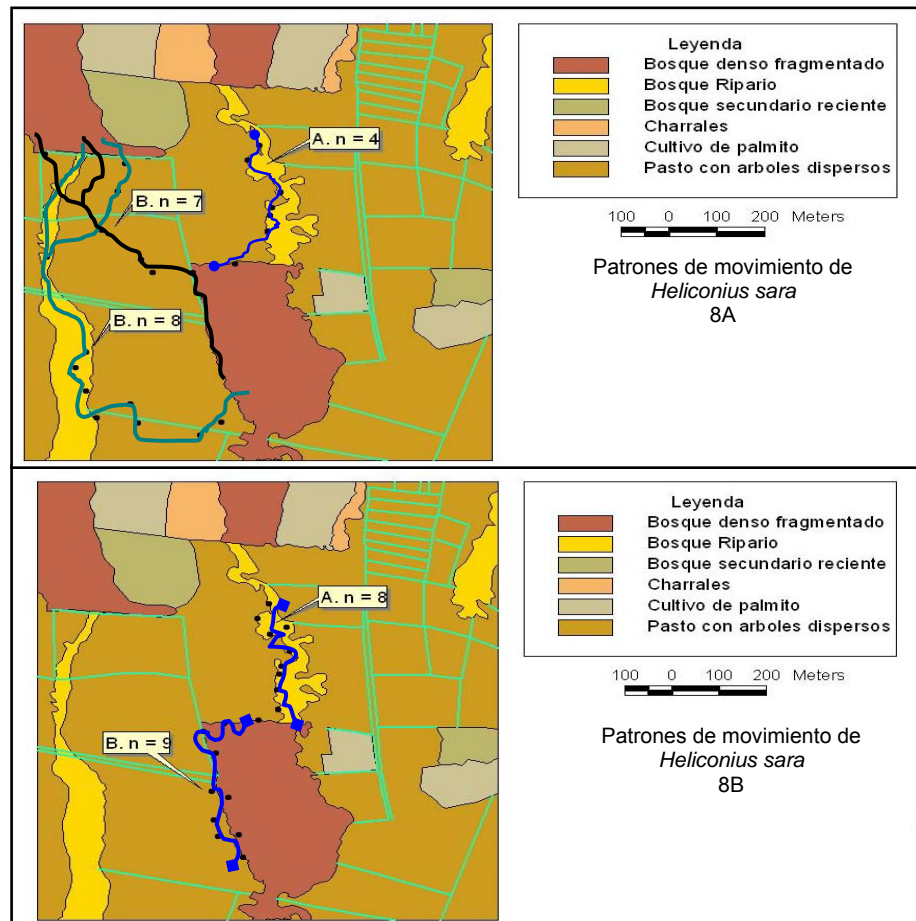 A. n = 4
B. n = 7
B. n = 8
Leyenda
Bosque denso fragmentado
Bosque Ripario
Bosque secundario reciente
Charrales
Cultivo de palmito
Pasto con arboles dispersos
100 0 100 200 Meters
Patrones de movimiento de
Heliconius sara
8A
A. n = 8
B. n = 9
Leyenda
Bosque denso fragmentado
Bosque Ripario
Bosque secundario reciente
Charrales
Cultivo de palmito
Pasto con arboles dispersos
100 0 100 200 Meters
Patrones de movimiento de
Heliconius sara
8B